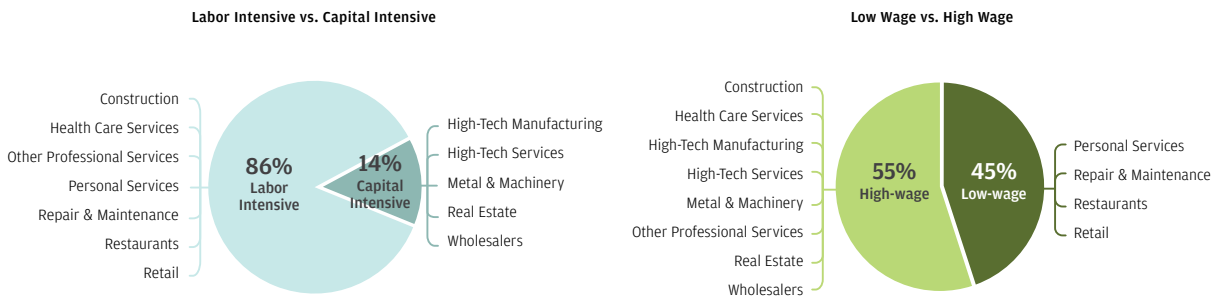 Labor Intensive vs. Capital Intensive
Construction
Health Care Services
Other Professional Services
Personal Services
Repair & Maintenance
Restaurants
Retail
86%
Labor
Intensive
14%
Capital
Intensive
High-Tech Manufacturing
High-Tech Services
Metal & Machinery
Real Estate
Wholesalers
Low Wage vs. High Wage
Construction
Health Care Services
High-Tech Manufacturing
High-Tech Services
Metal & Machinery
Other Professional Services
Real Estate
Wholesalers
55%
High-wage
45%
Low-wage
Personal Services
Repair & Maintenance
Restaurants
Retail